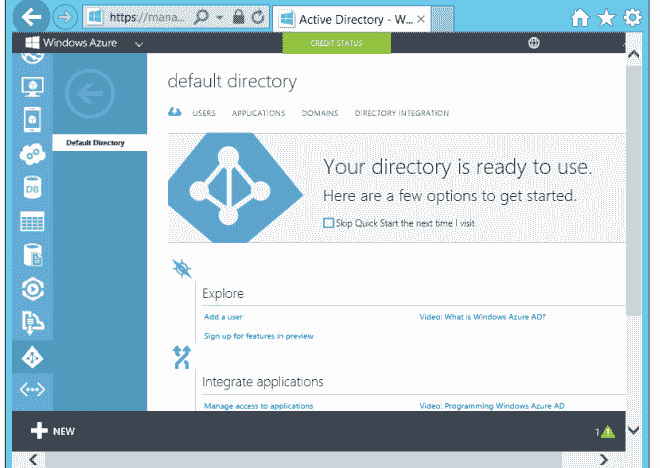 https://mana...
Active Directory - W...
Windows Azure
CREDIT STATUS
default directory
USERS APPLICATIONS DOMAINS DIRECTORY INTEGRATION
Default Directory
Your directory is ready to use.
Here are a few options to get started.
Skip Quick Start the next time I visit
DB
Explore
Add a user
Video: What is Windows Azure AD?
Sign up for features in preview
Integrate applications
Manage access to applications
Video: Programming Windows Azure AD
NEW
1